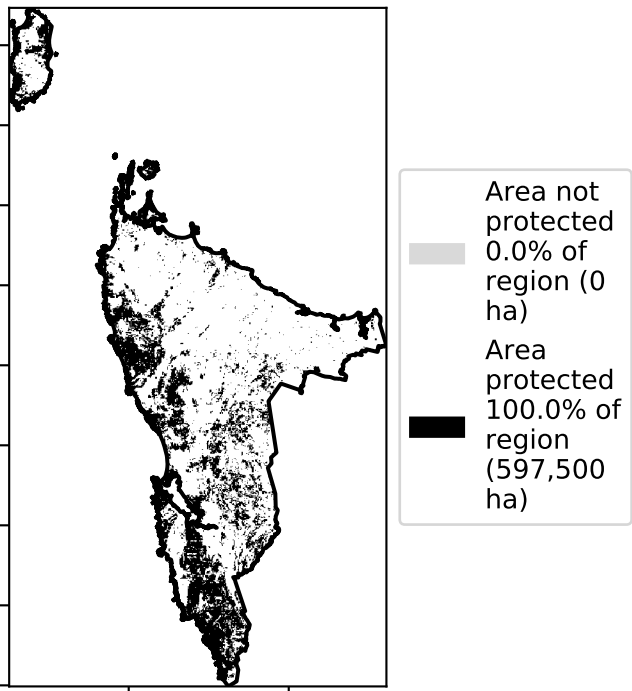 Area not
protected
0.0% of
region (0
ha)
Area
protected
100.0% of
region
(597,500
ha)